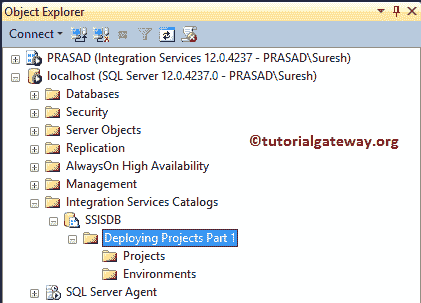 Object Explorer
Connect
PRASAD (Integration Services 12.0.4237 - PRASAD\Suresh)
localhost (SQL Server 12.0.4237.0 - PRASAD\Suresh)
Databases
Security
Server Objects
Replication
©tutorialgateway.org
AlwaysOn High Availability
Management
Integration Services Catalogs
SSISDB
Deploying Projects Part 1
Projects
Environments
SQL Server Agent